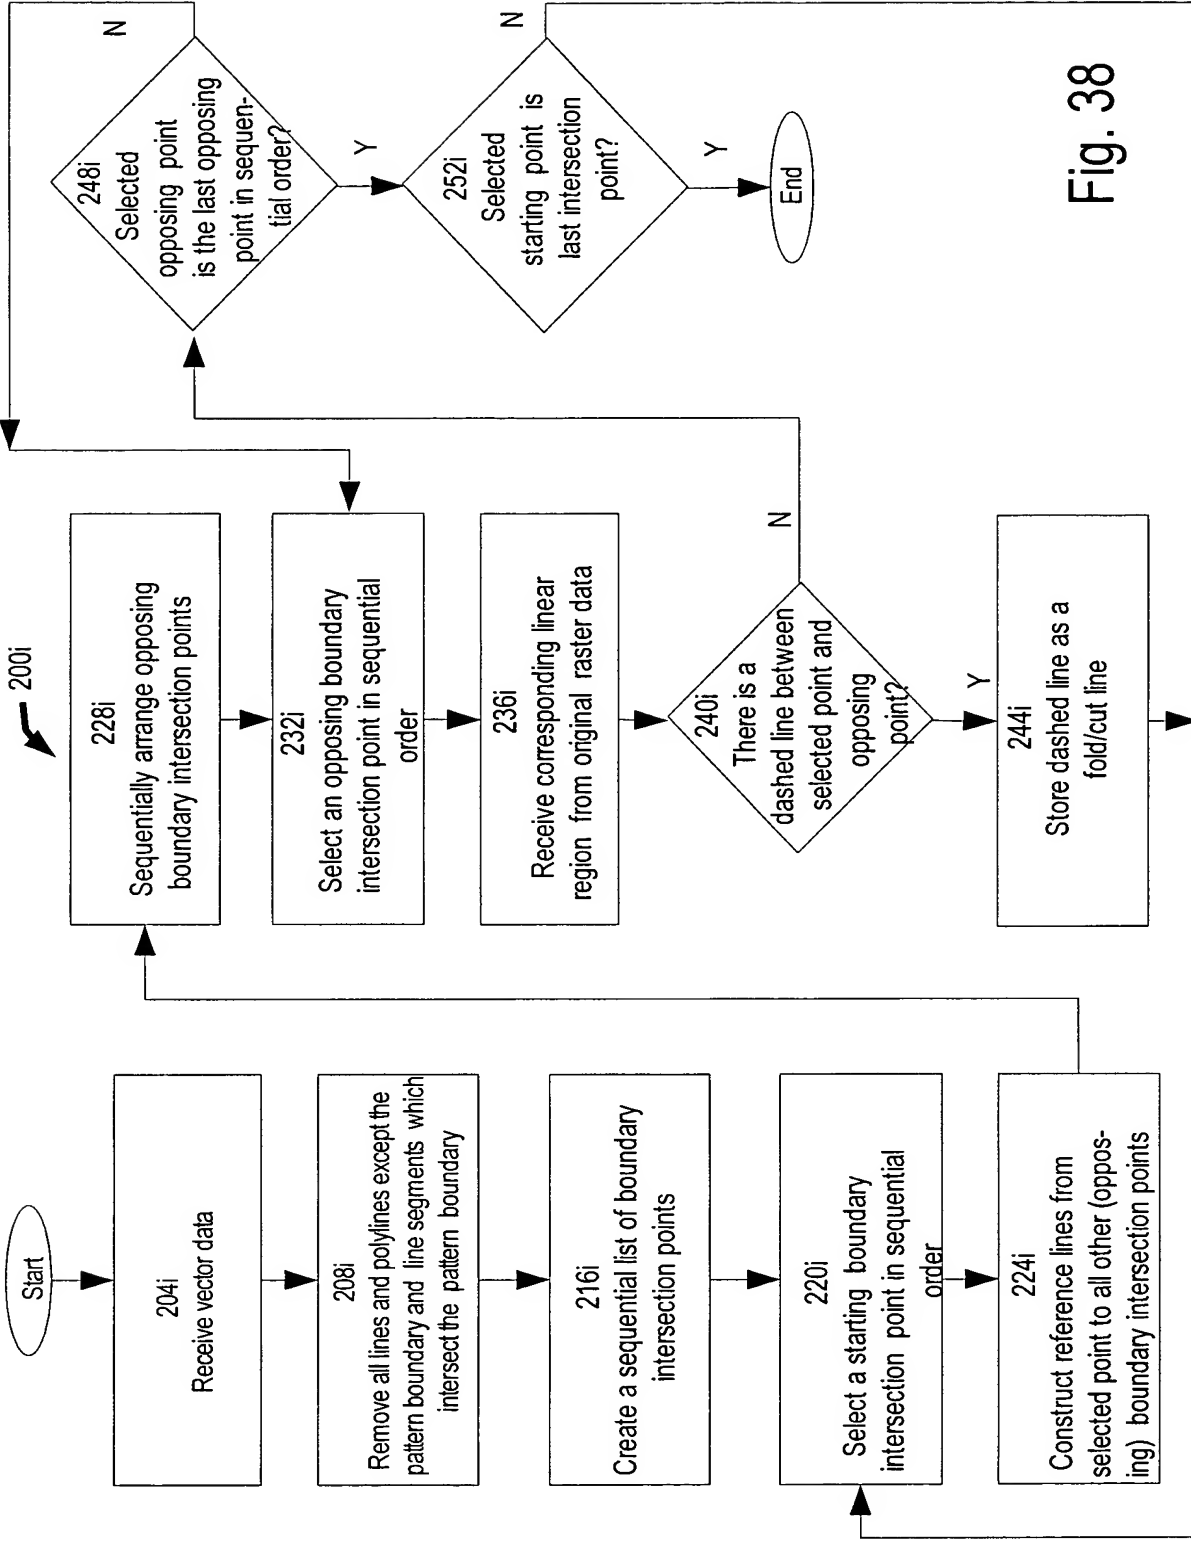 200i
Start
204i
Receive vector data
208i
Remove all lines and polylines except the
pattern boundary and line segments which
intersect the pattern boundary
216i
Create a sequential list of boundary
intersection points
220i
Select a starting boundary
intersection point in sequential
order
224i
Construct reference lines from
selected point to all other (oppos-
ing) boundary intersection points
228i
Sequentially arrange opposing
boundary intersection points
232i
Select an opposing boundary
intersection point in sequential
order
236i
Receive corresponding linear
region from original raster data
240i
There is a
dashed line between
selected point and
opposing
point?
N
Y
244i
Store dashed line as a
fold/cut line
248i
Selected
opposing point
is the last opposing
point in sequen-
tial order?
N
Y
252i
Selected
starting point is
last intersection
point?
N
Y
End
Fig. 38